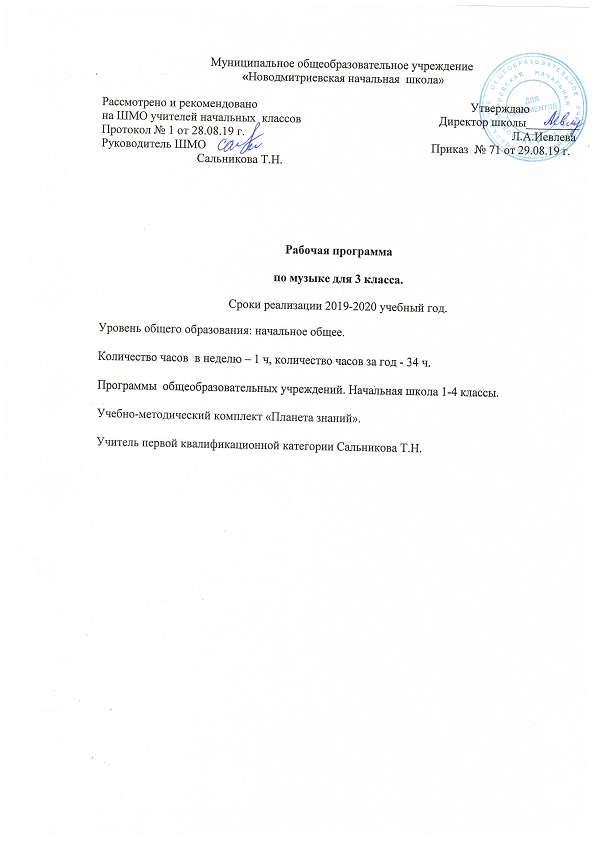 Муниципальное общеобразовательное учреждение
«Новодмитриевская начальная школа»
Рассмотрено и рекомендовано
на ШМО учителей начальных классов
Протокол № 1 от 28.08.19 г.
Руководитель ШМО
Сальникова Т.Н.
Утверждаю
Директор школы
Л.А.Иевлева
Приказ № 71 от 29.08.19 г.
ДЛЯ
ДОКУМЕНТОВ
Рабочая программа
по музыке для 3 класса.
Сроки реализации 2019-2020 учебный год.
Уровень общего образования: начальное общее.
Количество часов в неделю – 1 ч, количество часов за год - 34 ч.
Программы общеобразовательных учреждений. Начальная школа 1-4 классы.
Учебно-методический комплект «Планета знаний».
Учитель первой квалификационной категории Сальникова Т.Н.